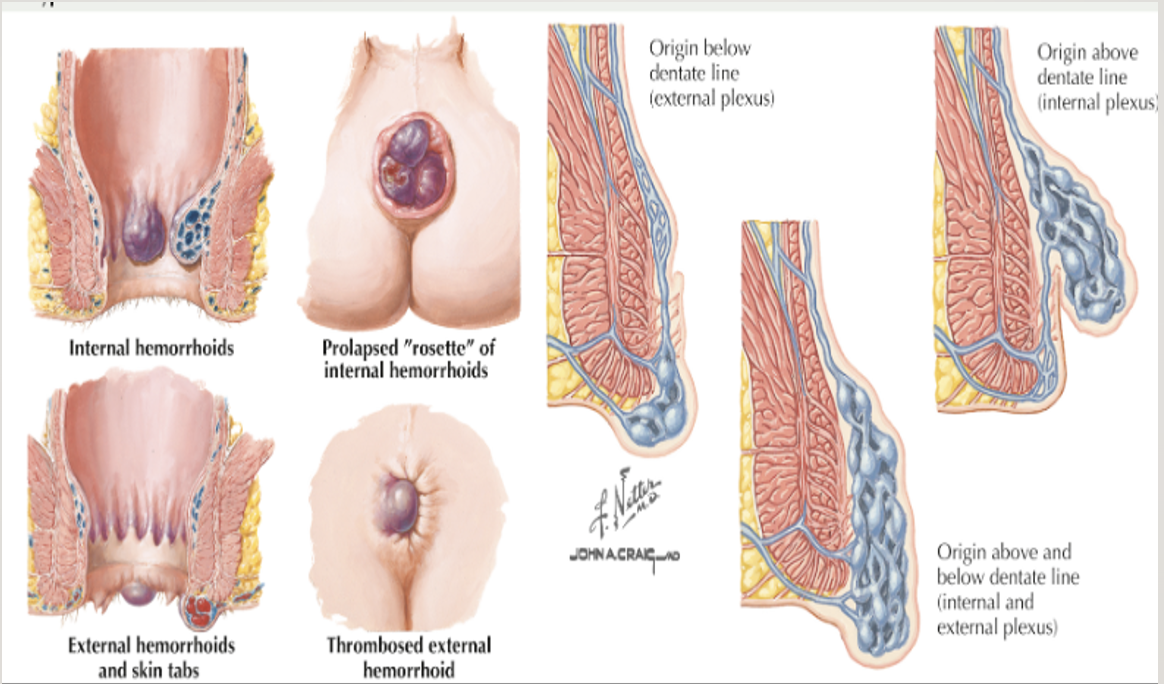 Origin below
dentate line
(external plexus)
Origin above
dentate line
(internal plexus)
Internal hemorrhoids
Prolapsed "rosette" of
internal hemorrhoids
F. Netter
M.D.
JOHN A.CRAIG—MD
Origin above and
below dentate line
(internal and
external plexus)
External hemorrhoids
and skin tabs
Thrombosed external
hemorrhoid